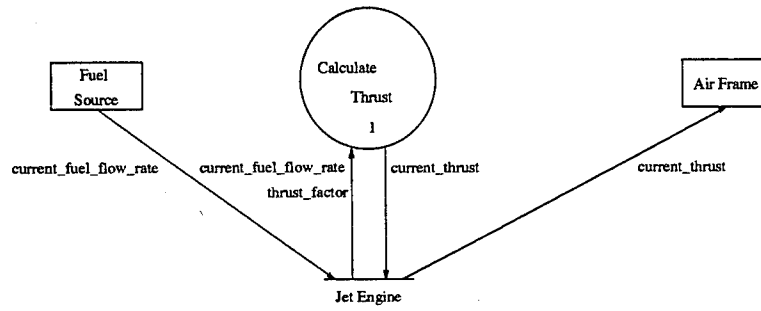 Fuel
Source
Calculate
Thrust
1
Air Frame
current_fuel_flow_rate
current_fuel_flow_rate
thrust_factor
current_thrust
current_thrust
Jet Engine